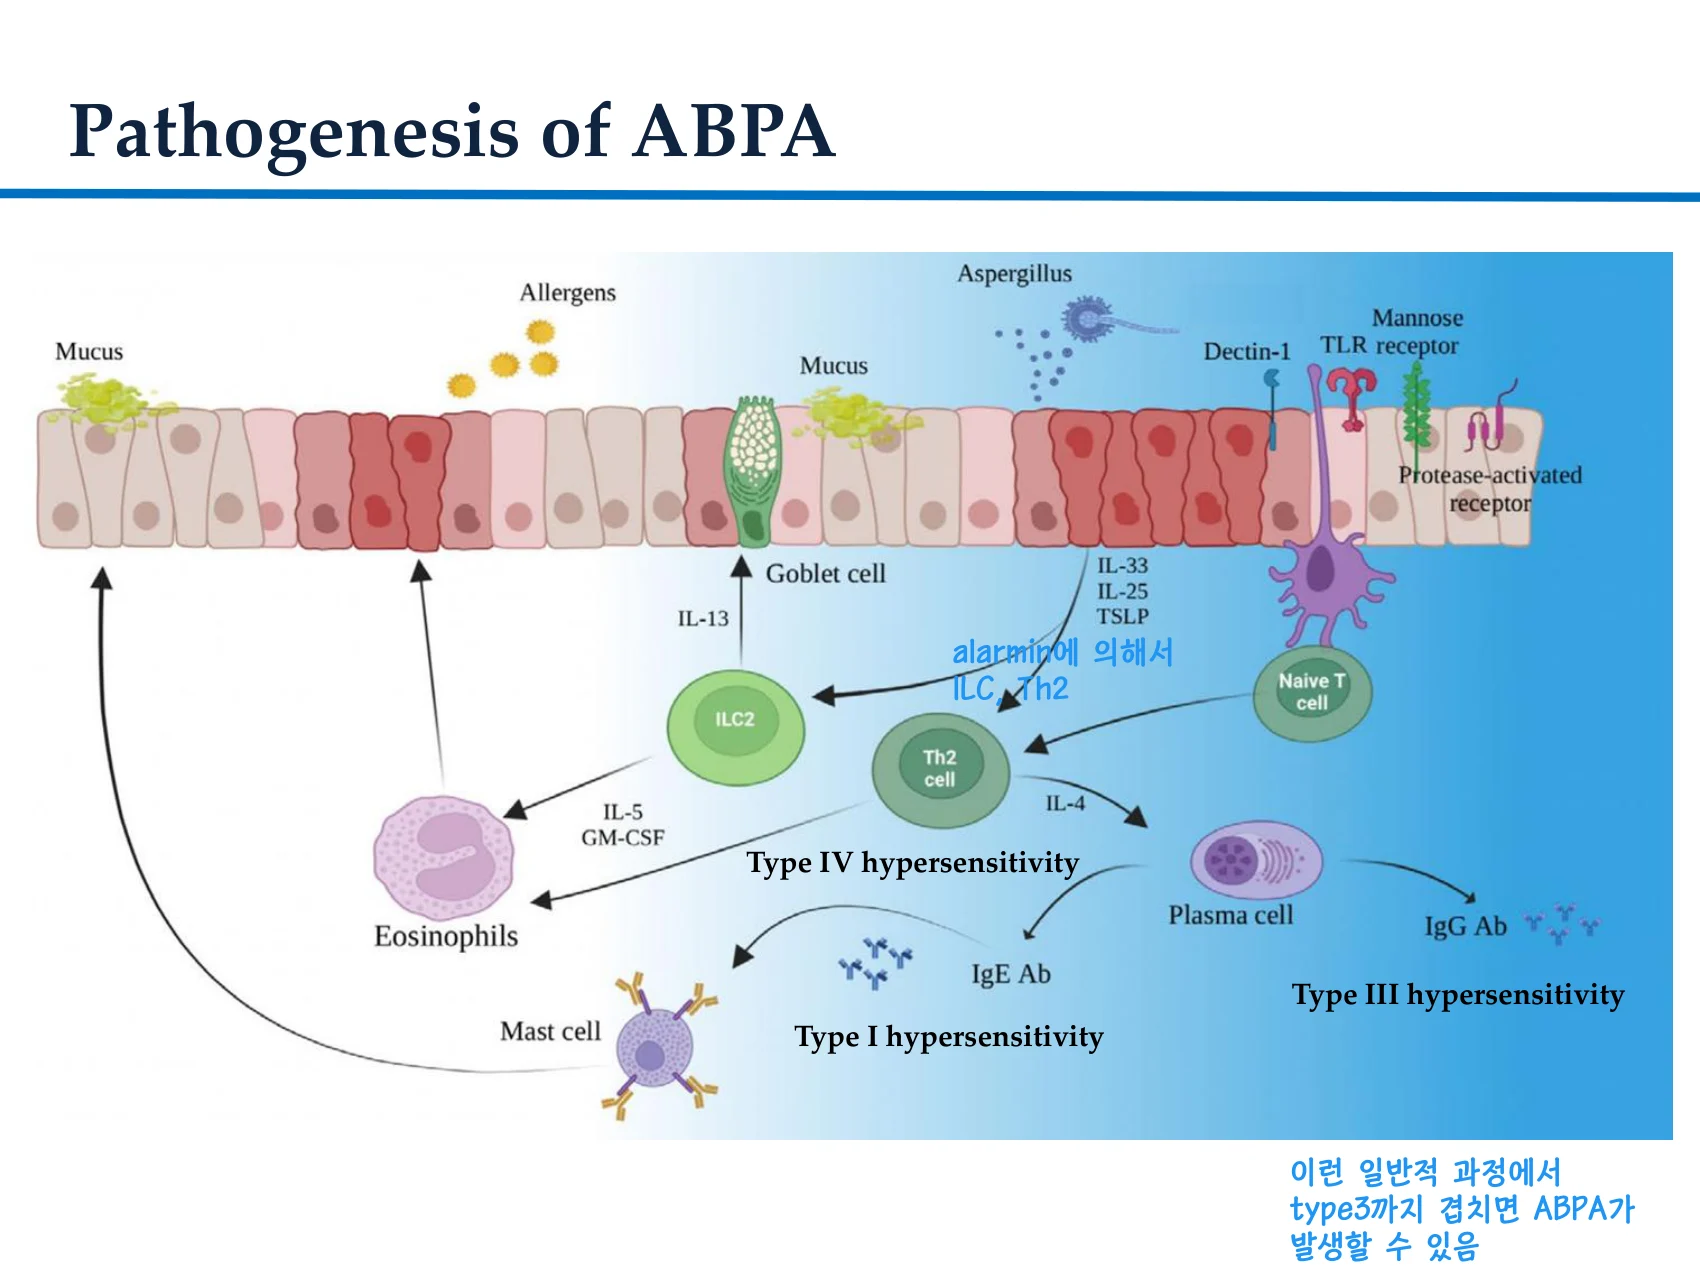 Pathogenesis of ABPA
Allergens
Aspergillus
Mucus
Mucus
Dectin-1
TLR
Mannose
receptor
Protease-activated
receptor
Goblet cell
IL-13
IL-33
IL-25
TSLP
alarmin에 의해서
ILC, Th2
ILC2
Th2
cell
Naive T
cell
IL-5
GM-CSF
IL-4
Type IV hypersensitivity
Eosinophils
Plasma cell
IgG Ab
IgE Ab
Type III hypersensitivity
Mast cell
Type I hypersensitivity
이런 일반적 과정에서
type3까지 겹치면 ABPA가
발생할 수 있음